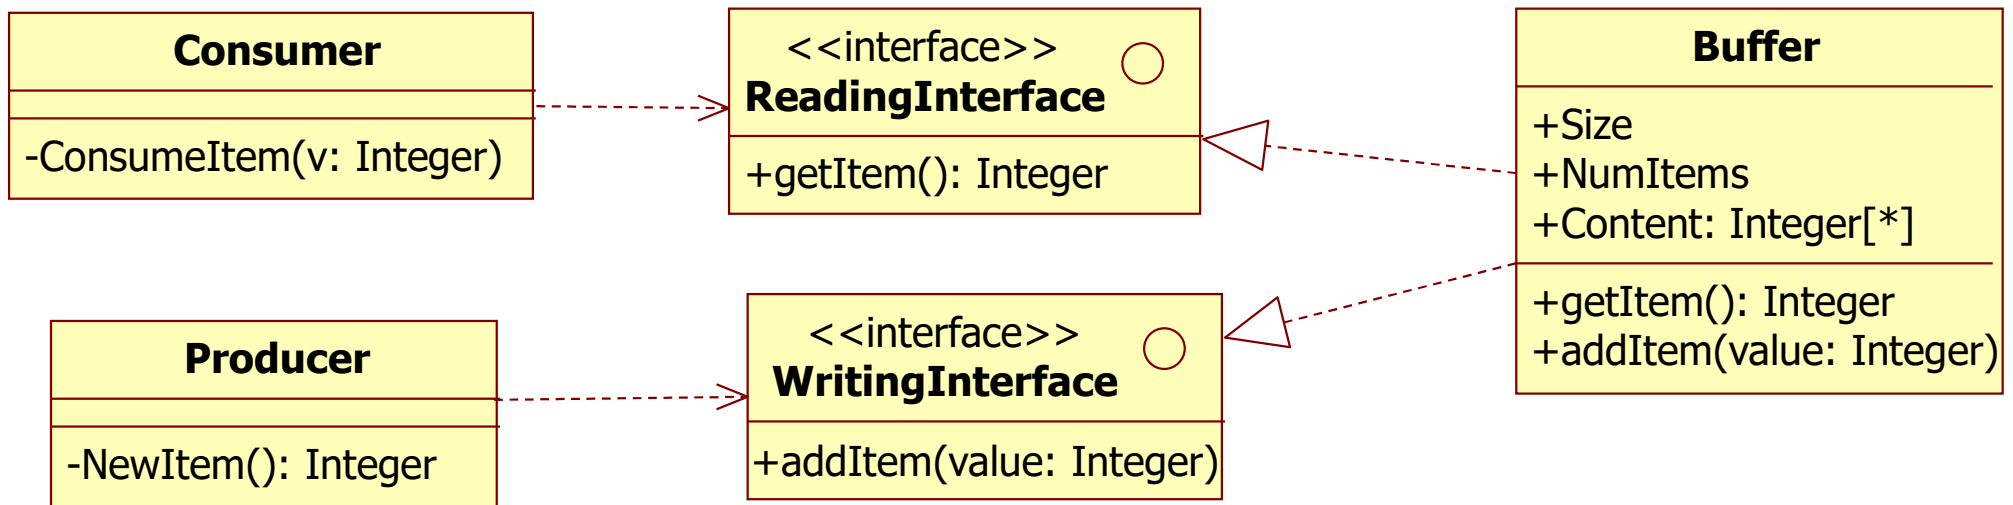 Consumer
-ConsumeItem(v: Integer)
<<interface>>
ReadingInterface
+getItem(): Integer
Buffer
+Size
+NumItems
+Content: Integer[*]
+getItem(): Integer
+addItem(value: Integer)
Producer
-NewItem(): Integer
<<interface>>
WritingInterface
+addItem(value: Integer)